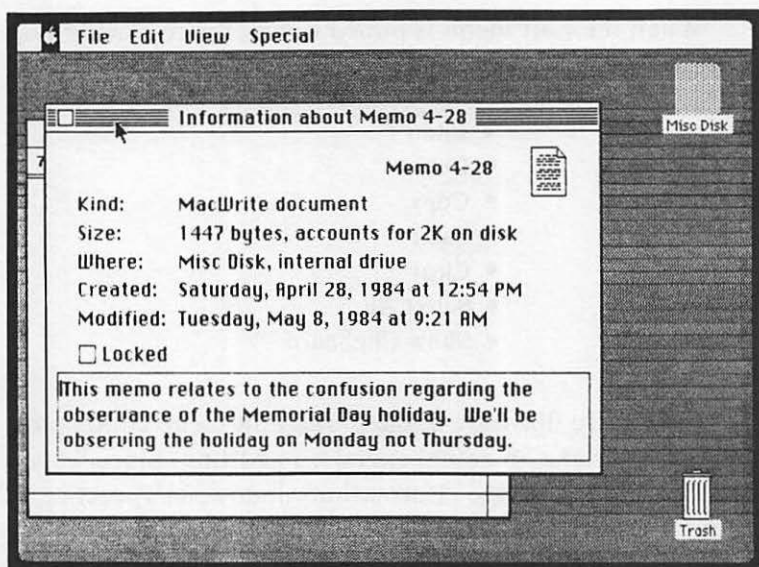 File Edit View Special
Information about Memo 4-28
Misc Disk
7
Memo 4-28
Kind: MacWrite document
Size: 1447 bytes, accounts for 2K on disk
Where: Misc Disk, internal drive
Created: Saturday, April 28, 1984 at 12:54 PM
Modified: Tuesday, May 8, 1984 at 9:21 AM
Locked
This memo relates to the confusion regarding the
observance of the Memorial Day holiday. We'll be
observing the holiday on Monday not Thursday.
Trash